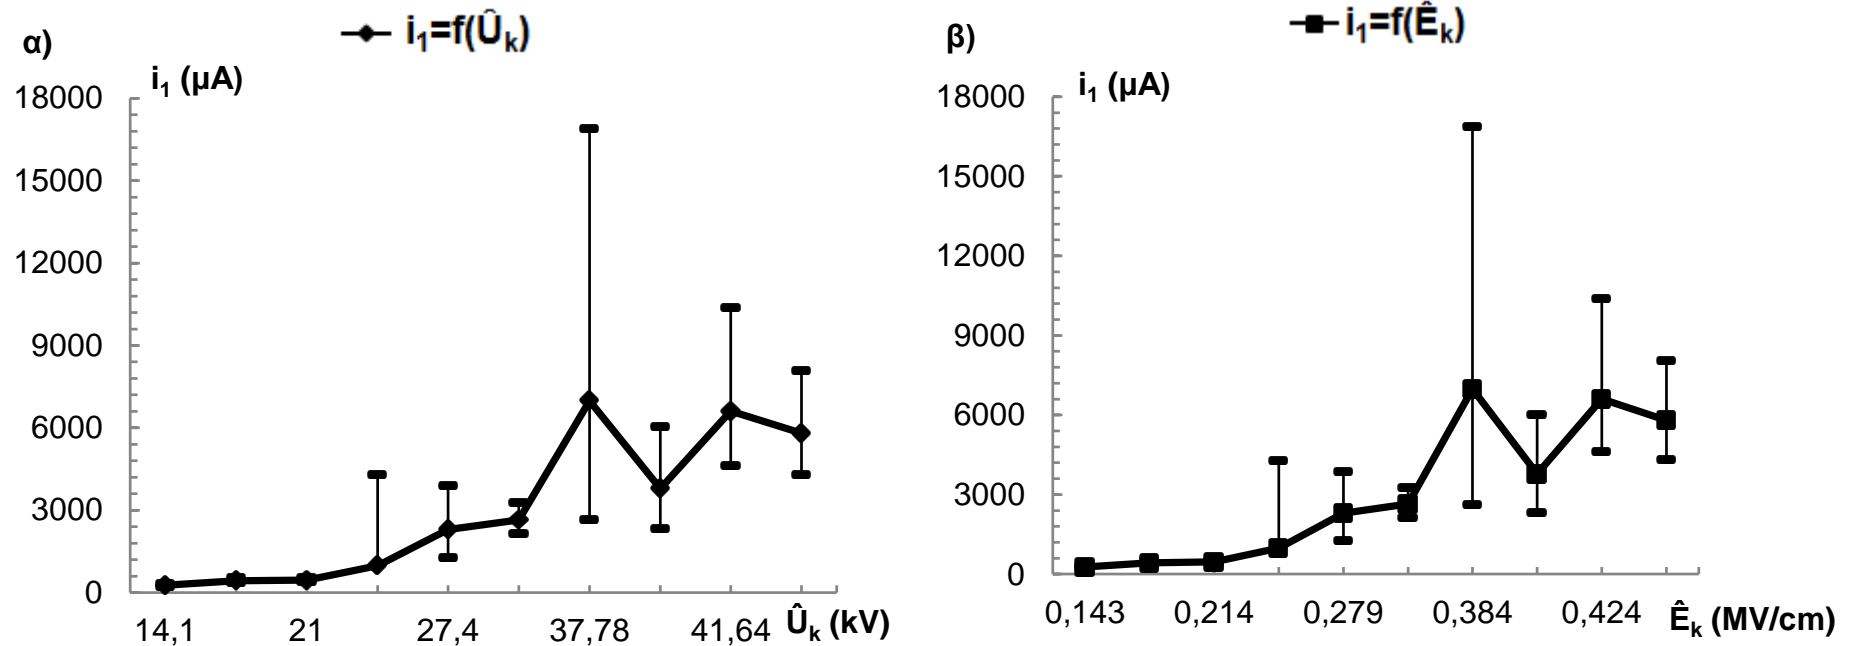 α)
i₁=f(Û_k)
i₁ (μA)
18000
15000
12000
9000
6000
3000
0
14,1 21 27,4 37,78 41,64 Û_k (kV)
β)
i₁=f(Ê_k)
i₁ (μA)
18000
15000
12000
9000
6000
3000
0
0,143 0,214 0,279 0,384 0,424 Ê_k (MV/cm)